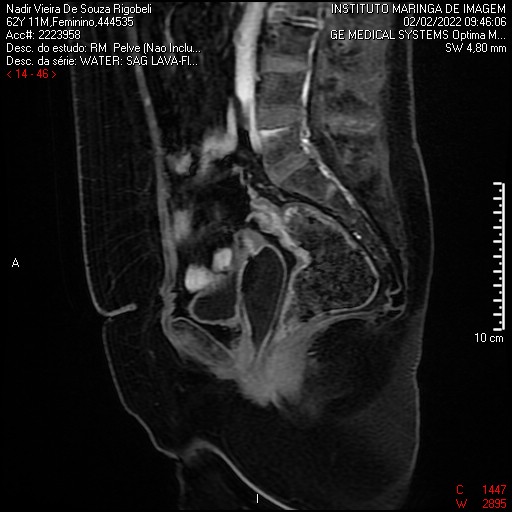 Nadir Vieira De Souza Rigobeli
62Y 11M,Feminino,444535
Acc#: 2223958
Desc. do estudo: RM  Pelve (Nao Inclu...
Desc. da série: WATER: SAG LAVA-Fl...
< 14 - 46 >
INSTITUTO MARINGA DE IMAGEM
02/02/2022 09:46:06
GE MEDICAL SYSTEMS Optima M...
SW 4,80 mm
A
10 cm
I
C 1447
W 2895